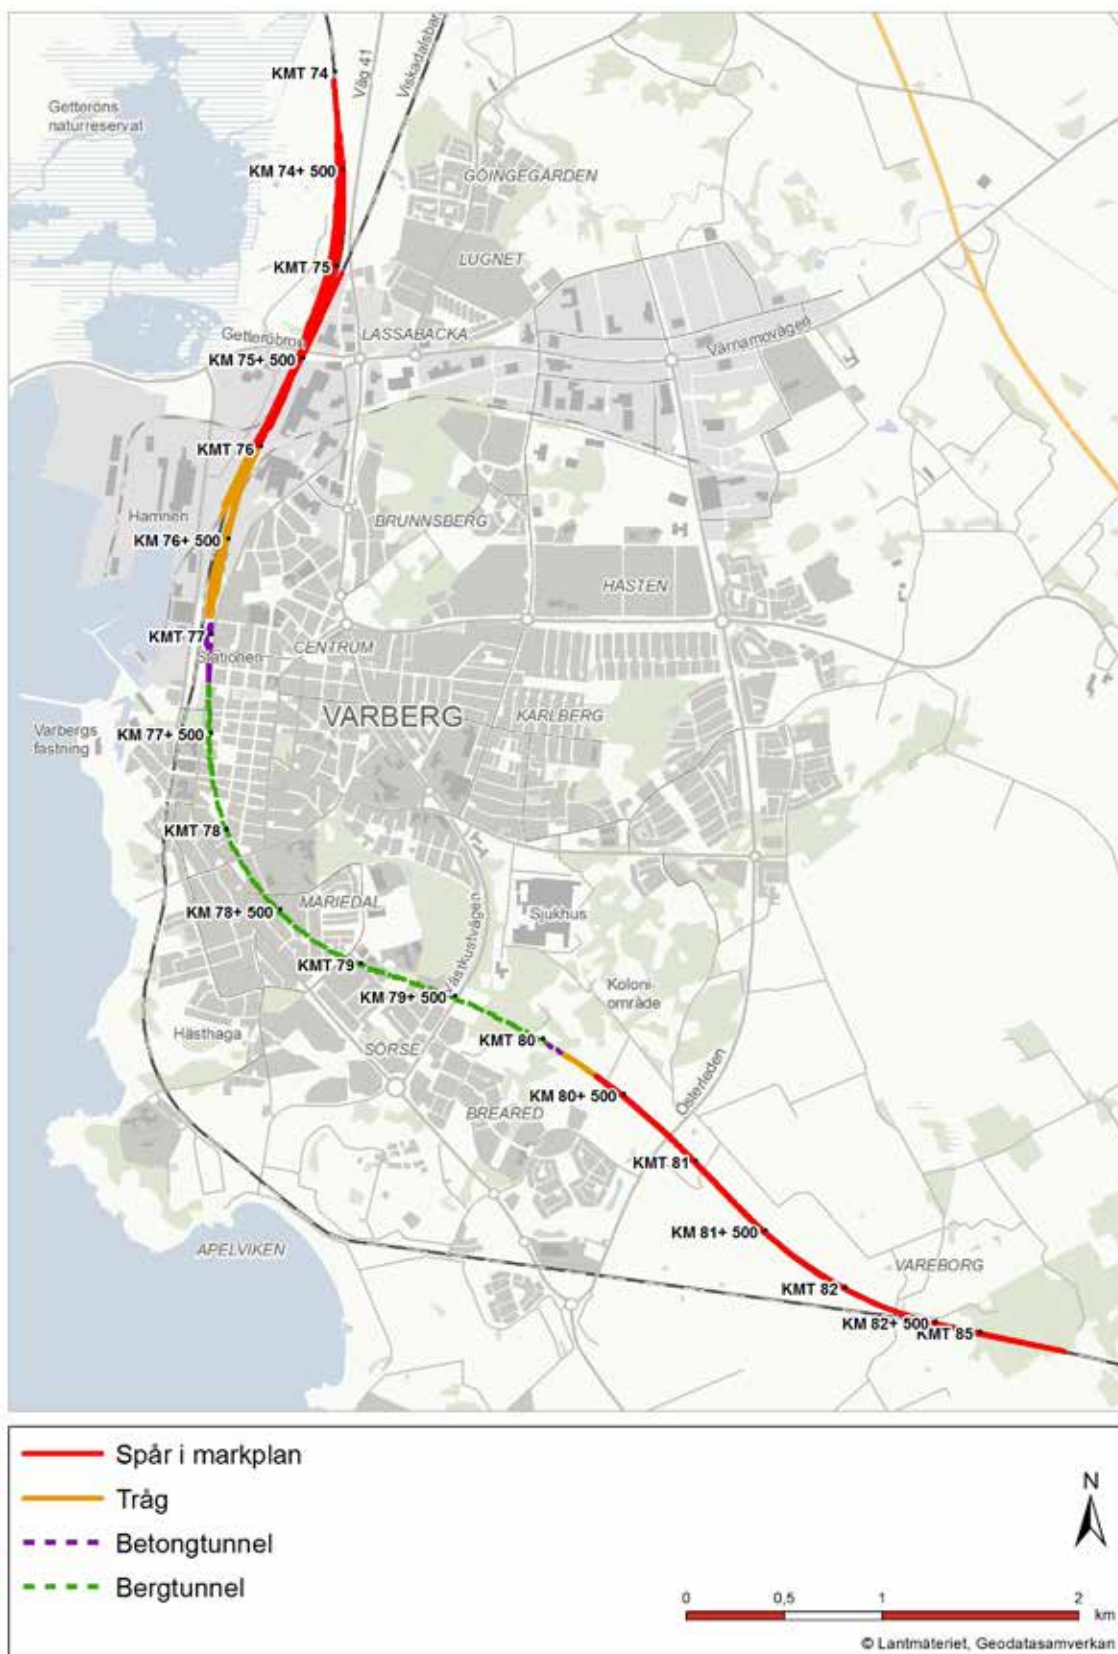 KMT 74
Väg 41
Viskadalsban
Getteröns
naturreservat
KM 74+ 500
GÖINGEGÅRDEN
KMT 75
LUGNET
Getteröbron
LASSABACKA
Värnamovägen
KM 75+ 500
KMT 76
Hamnen
BRUNNSBERG
KM 76+ 500
HÅSTEN
KMT 77
CENTRUM
Stationen
VARBERG
KARLBERG
Varbergs
fästning
KM 77+ 500
KMT 78
MARIEDAL
KM 78+ 500
Sjukhus
Västkustvägen
KMT 79
KM 79+ 500
Koloni-
område
Hästhaga
SÖRSE
KMT 80
BREARED
KM 80+ 500
Österleden
KMT 81
KM 81+ 500
APELVIKEN
VAREBORG
KMT 82
KM 82+ 500
KMT 85
Spår i markplan
Tråg
Betongtunnel
Bergtunnel
N
0 0,5 1 2
km
© Lantmäteriet, Geodatasamverkan